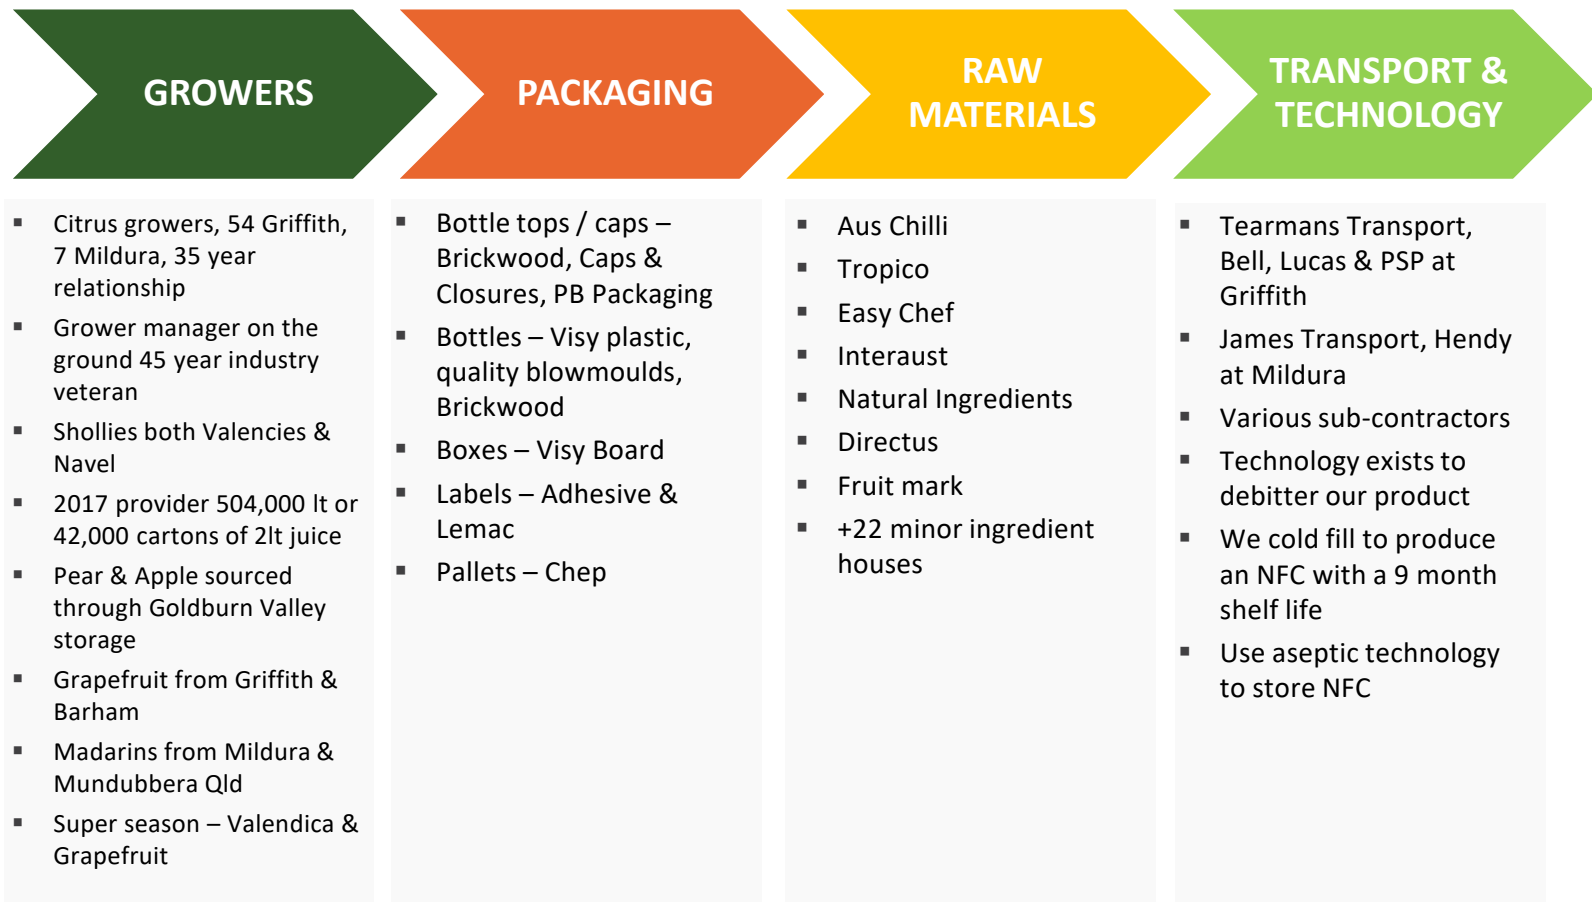 GROWERS
Citrus growers, 54 Griffith,
7 Mildura, 35 year
relationship
Grower manager on the
ground 45 year industry
veteran
Shollies both Valencies &
Navel
2017 provider 504,000 lt or
42,000 cartons of 2lt juice
Pear & Apple sourced
through Goldburn Valley
storage
Grapefruit from Griffith &
Barham
Madarins from Mildura &
Mundubbera Qld
Super season – Valendica &
Grapefruit
PACKAGING
Bottle tops / caps –
Brickwood, Caps &
Closures, PB Packaging
Bottles – Visy plastic,
quality blowmoulds,
Brickwood
Boxes – Visy Board
Labels – Adhesive &
Lemac
Pallets – Chep
RAW
MATERIALS
Aus Chilli
Tropico
Easy Chef
Interaust
Natural Ingredients
Directus
Fruit mark
+22 minor ingredient
houses
TRANSPORT &
TECHNOLOGY
Tearmans Transport,
Bell, Lucas & PSP at
Griffith
James Transport, Hendy
at Mildura
Various sub-contractors
Technology exists to
debitter our product
We cold fill to produce
an NFC with a 9 month
shelf life
Use aseptic technology
to store NFC